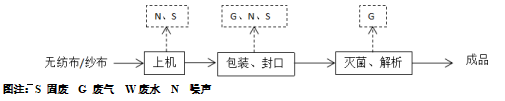 N、S G、N、S G
无纺布/纱布 上机 包装、封口 灭菌、解析 成品
图注：S 固废 G 废气 W废水 N 噪声